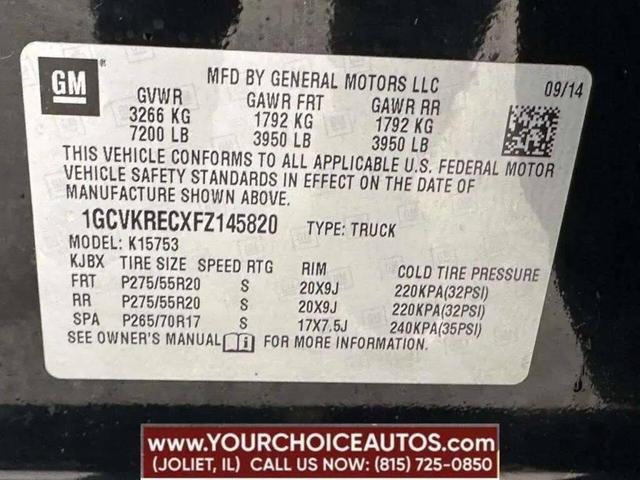 GM
MFD BY GENERAL MOTORS LLC
09/14
GVWR GAWR FRT GAWR RR
3266 KG 1792 KG 1792 KG
7200 LB 3950 LB 3950 LB
THIS VEHICLE CONFORMS TO ALL APPLICABLE U.S. FEDERAL MOTOR
VEHICLE SAFETY STANDARDS IN EFFECT ON THE DATE OF
MANUFACTURE SHOWN ABOVE.
1GCVKRECXFZ145820 TYPE: TRUCK
MODEL: K15753
KJBX TIRE SIZE SPEED RTG RIM COLD TIRE PRESSURE
FRT P275/55R20 S 20X9J 220KPA(32PSI)
RR P275/55R20 S 20X9J 220KPA(32PSI)
SPA P265/70R17 S 17X7.5J 240KPA(35PSI)
SEE OWNER'S MANUAL FOR ADDITIONAL INFORMATION.
WWW.YOURCHOICEAUTOS.COM
(JOLIET, IL) CALL US NOW: (815) 725-0850